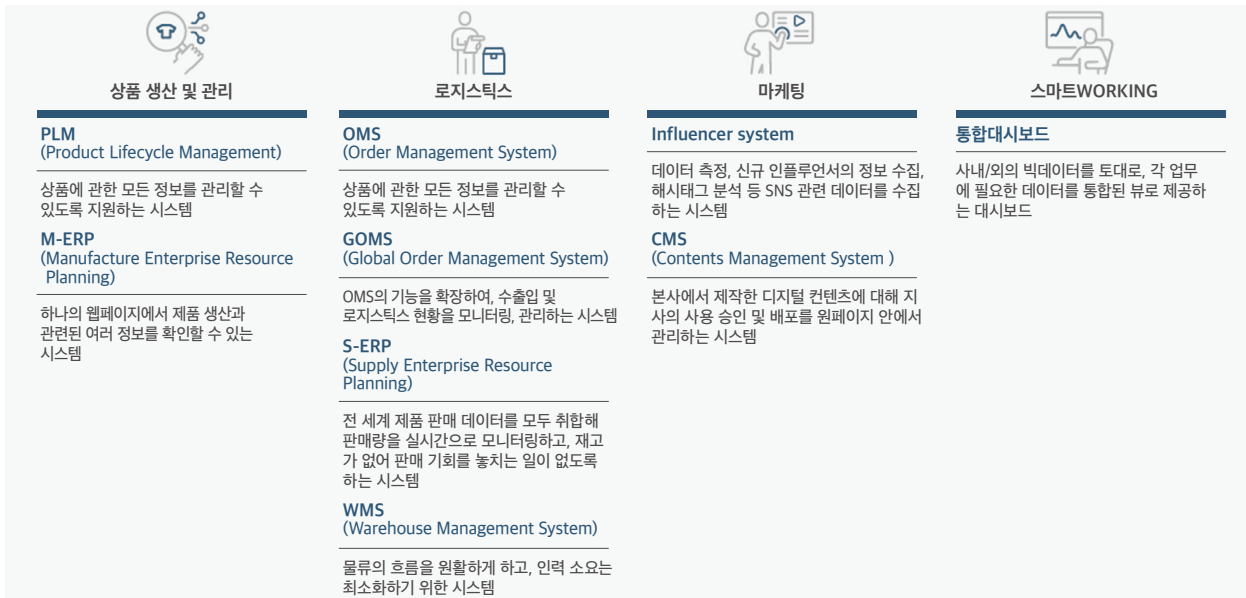 상품 생산 및 관리
PLM
(Product Lifecycle Management)
상품에 관한 모든 정보를 관리할 수
있도록 지원하는 시스템
M-ERP
(Manufacture Enterprise Resource
Planning)
하나의 웹페이지에서 제품 생산과
관련된 여러 정보를 확인할 수 있는
시스템
로지스틱스
OMS
(Order Management System)
상품에 관한 모든 정보를 관리할 수
있도록 지원하는 시스템
GOMS
(Global Order Management System)
OMS의 기능을 확장하여, 수출입 및
로지스틱스 현황을 모니터링, 관리하는 시스템
S-ERP
(Supply Enterprise Resource
Planning)
전 세계 제품 판매 데이터를 모두 취합해
판매량을 실시간으로 모니터링하고, 재고
가 없어 판매 기회를 놓치는 일이 없도록
하는 시스템
WMS
(Warehouse Management System)
물류의 흐름을 원활하게 하고, 인력 소요는
최소화하기 위한 시스템
마케팅
Influencer system
데이터 측정, 신규 인플루언서의 정보 수집,
해시태그 분석 등 SNS 관련 데이터를 수집
하는 시스템
CMS
(Contents Management System )
본사에서 제작한 디지털 컨텐츠에 대해 지
사의 사용 승인 및 배포를 원페이지 안에서
관리하는 시스템
스마트WORKING
통합대시보드
사내/외의 빅데이터를 토대로, 각 업무
에 필요한 데이터를 통합된 뷰로 제공하
는 대시보드